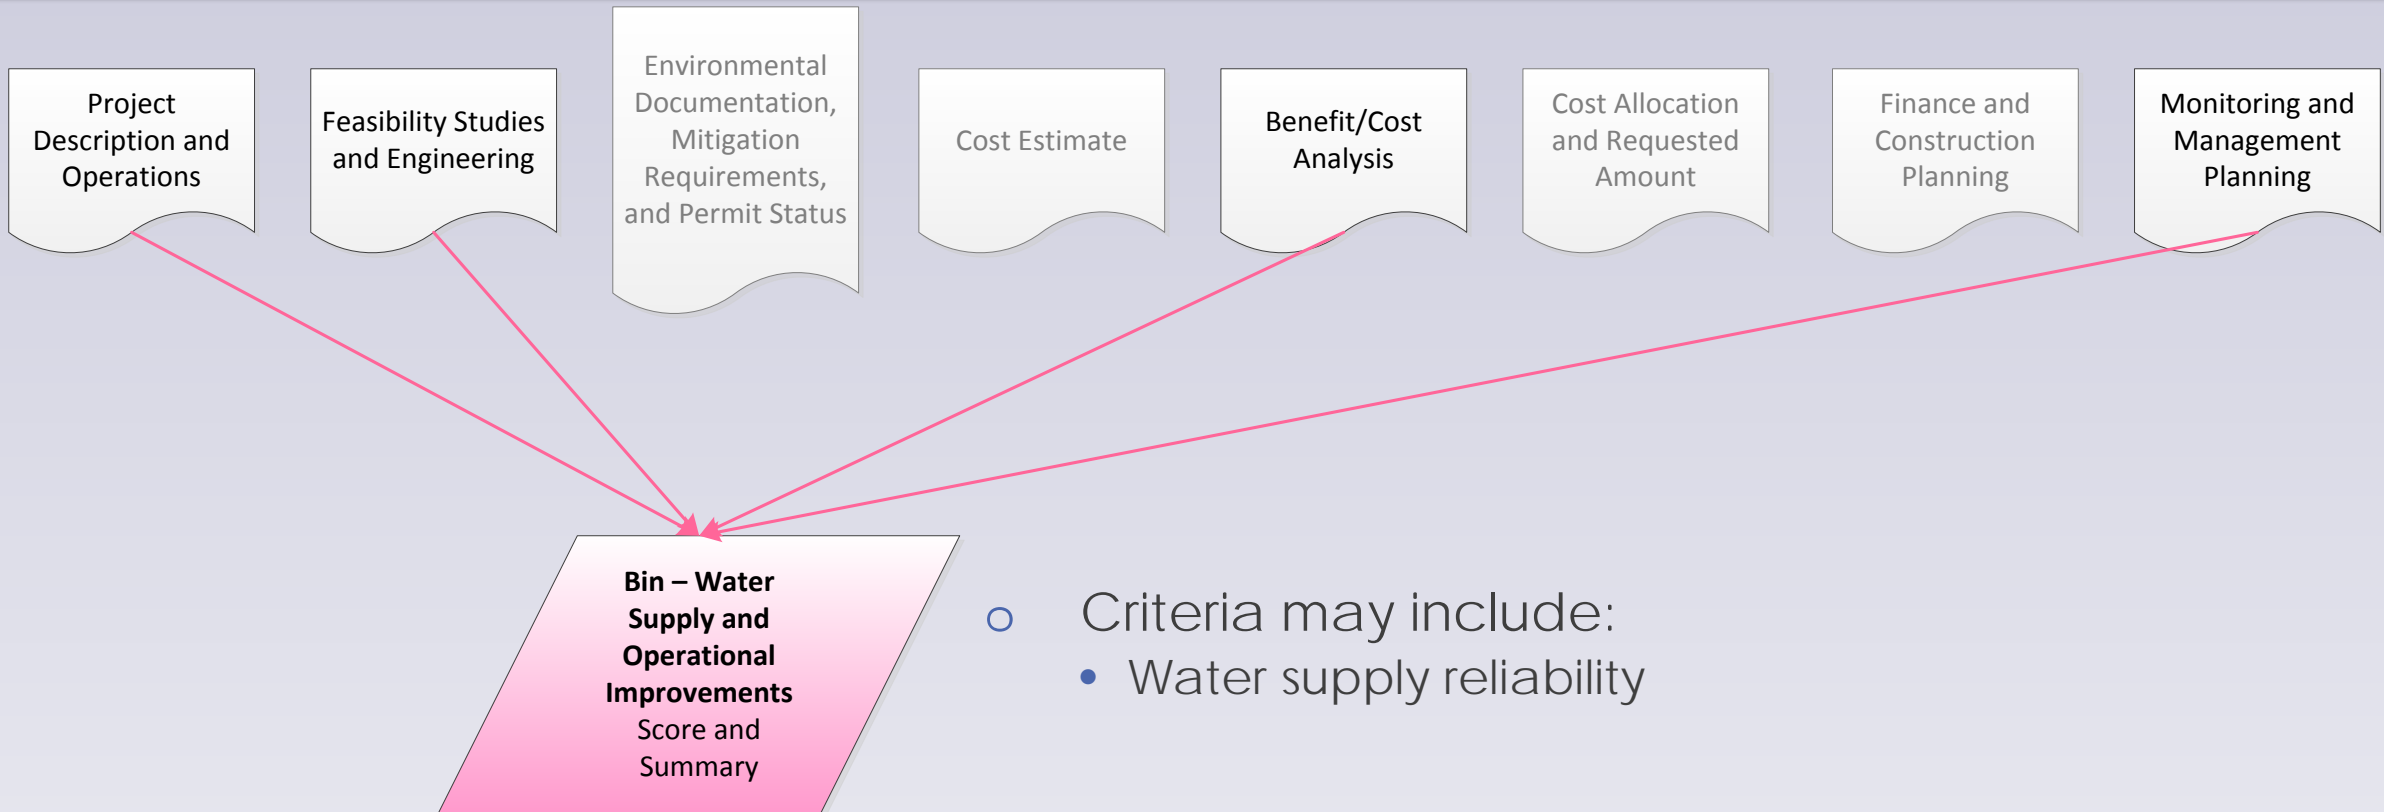 Project
Description and
Operations
Feasibility Studies
and Engineering
Environmental
Documentation,
Mitigation
Requirements,
and Permit Status
Cost Estimate
Benefit/Cost
Analysis
Cost Allocation
and Requested
Amount
Finance and
Construction
Planning
Monitoring and
Management
Planning
Bin – Water
Supply and
Operational
Improvements
Score and
Summary
Criteria may include:
Water supply reliability